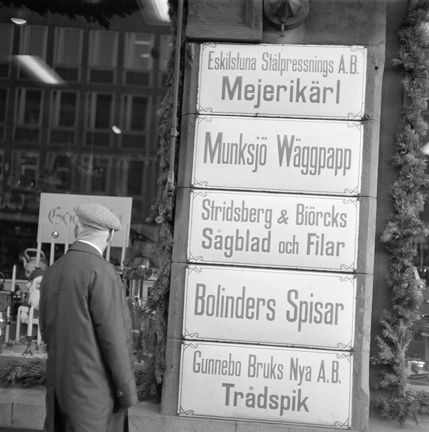 Eskilstuna Stålpressnings A.B.
Mejerikärl
Munksjö Wäggpapp
Stridsberg & Biörcks
Sågblad och Filar
Bolinders Spisar
Gunnebo Bruks Nya A.B.
Trådspik